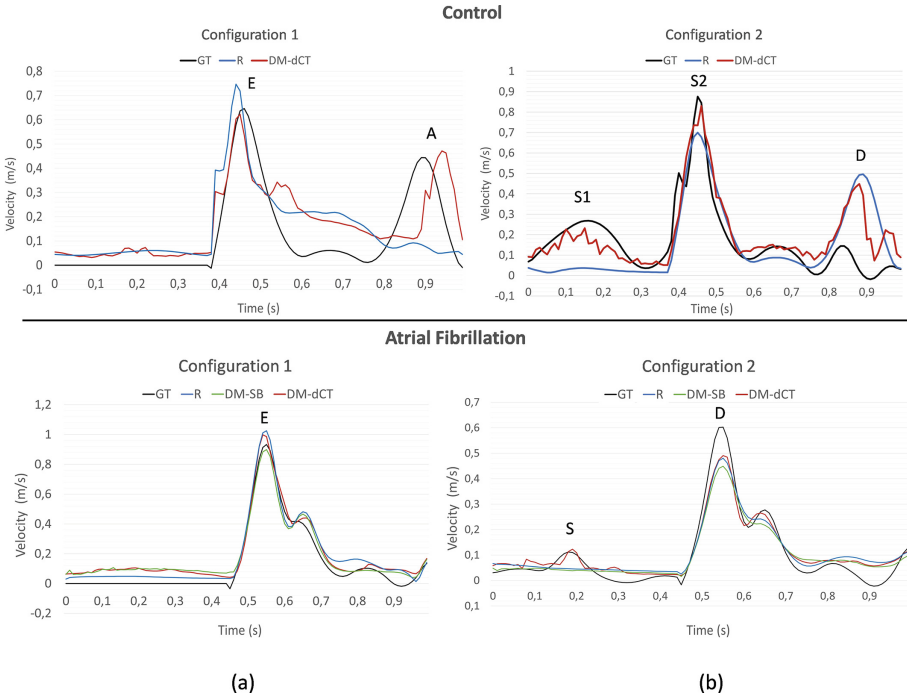 Control
Configuration 1
GT R DM-dCT
E
A
0,8
0,7
0,6
0,5
0,4
0,3
0,2
0,1
0
-0,1
Velocity (m/s)
0 0,1 0,2 0,3 0,4 0,5 0,6 0,7 0,8 0,9
Time (s)
Configuration 2
GT R DM-dCT
S1
S2
D
1
0,9
0,8
0,7
0,6
0,5
0,4
0,3
0,2
0,1
0
-0,1
Velocity (m/s)
0 0,1 0,2 0,3 0,4 0,5 0,6 0,7 0,8 0,9
Time (s)
Atrial Fibrillation
Configuration 1
GT R DM-SB DM-dCT
E
1,2
1
0,8
0,6
0,4
0,2
0
-0,2
Velocity (m/s)
0 0,1 0,2 0,3 0,4 0,5 0,6 0,7 0,8 0,9
Time (s)
Configuration 2
GT R DM-SB DM-dCT
S
D
0,7
0,6
0,5
0,4
0,3
0,2
0,1
0
0,1
Velocity (m/s)
0 0,1 0,2 0,3 0,4 0,5 0,6 0,7 0,8 0,9
Time (s)
(a)
(b)